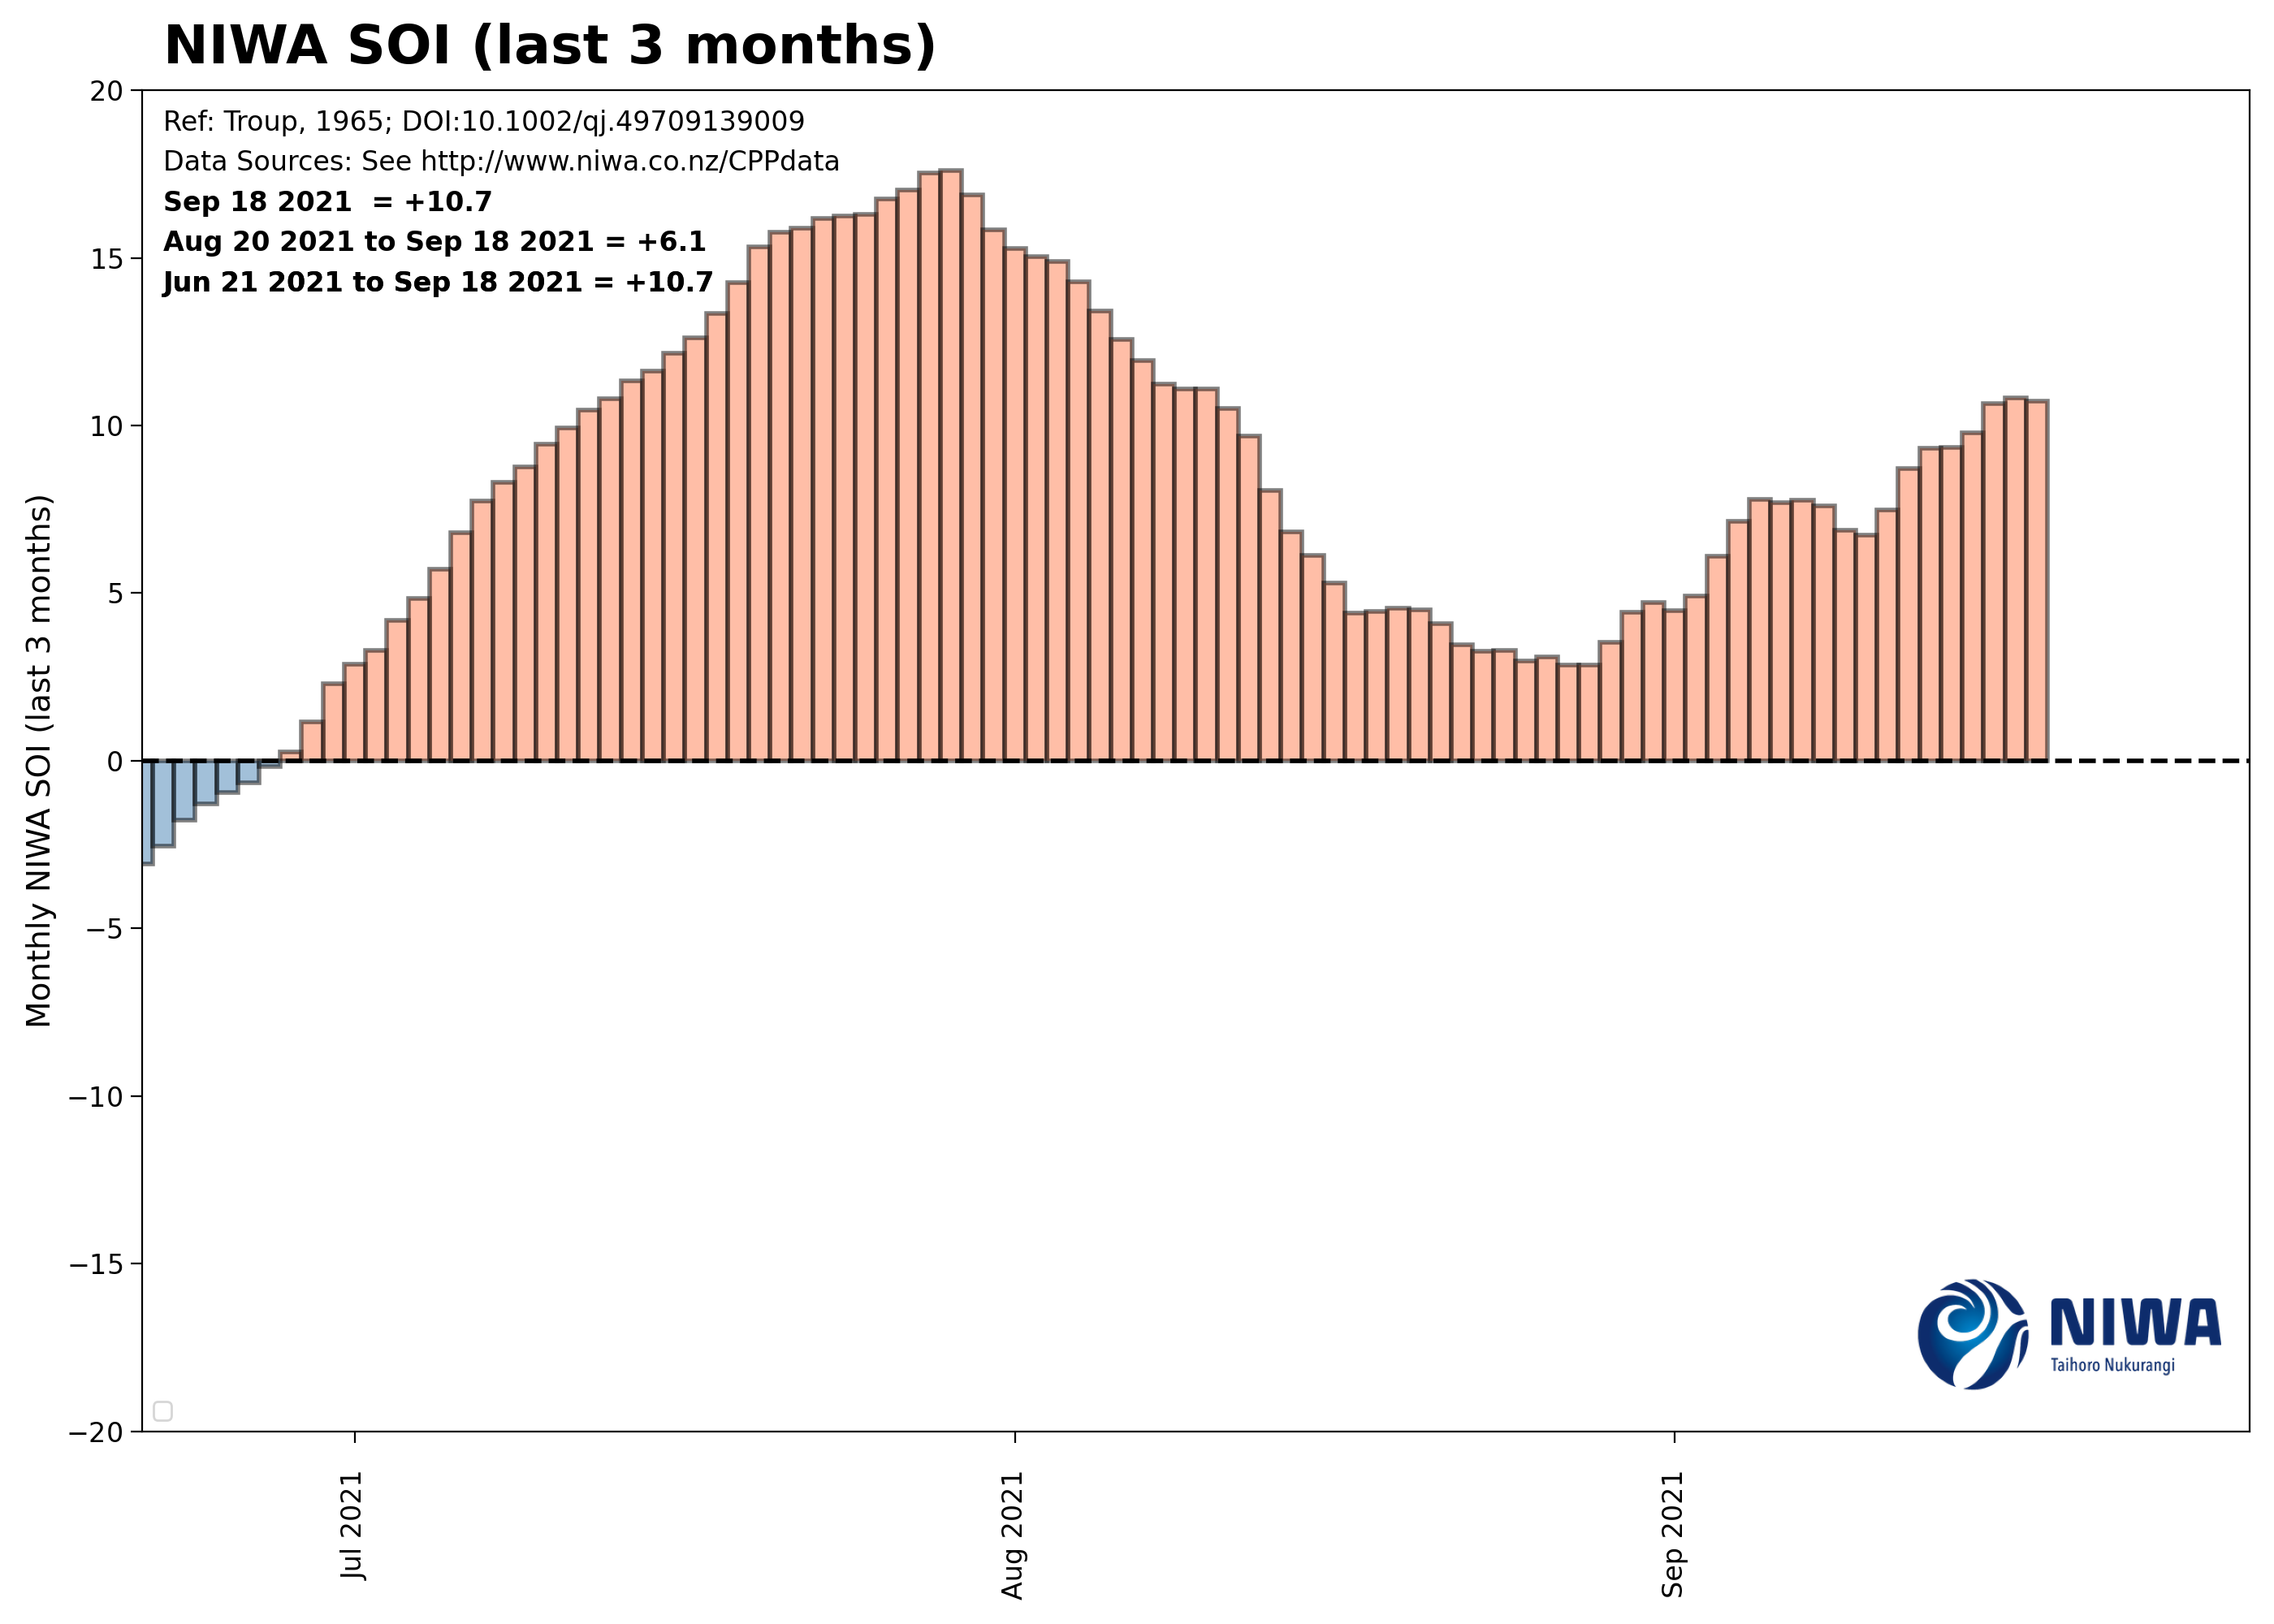 NIWA SOI (last 3 months)
Ref: Troup, 1965; DOI:10.1002/qj.49709139009
Data Sources: See http://www.niwa.co.nz/CPPdata
Sep 18 2021  = +10.7
Aug 20 2021 to Sep 18 2021 = +6.1
Jun 21 2021 to Sep 18 2021 = +10.7
Monthly NIWA SOI (last 3 months)
20
15
10
5
0
−5
−10
−15
−20
NIWA
Taihoro Nukurangi
Jul 2021
Aug 2021
Sep 2021